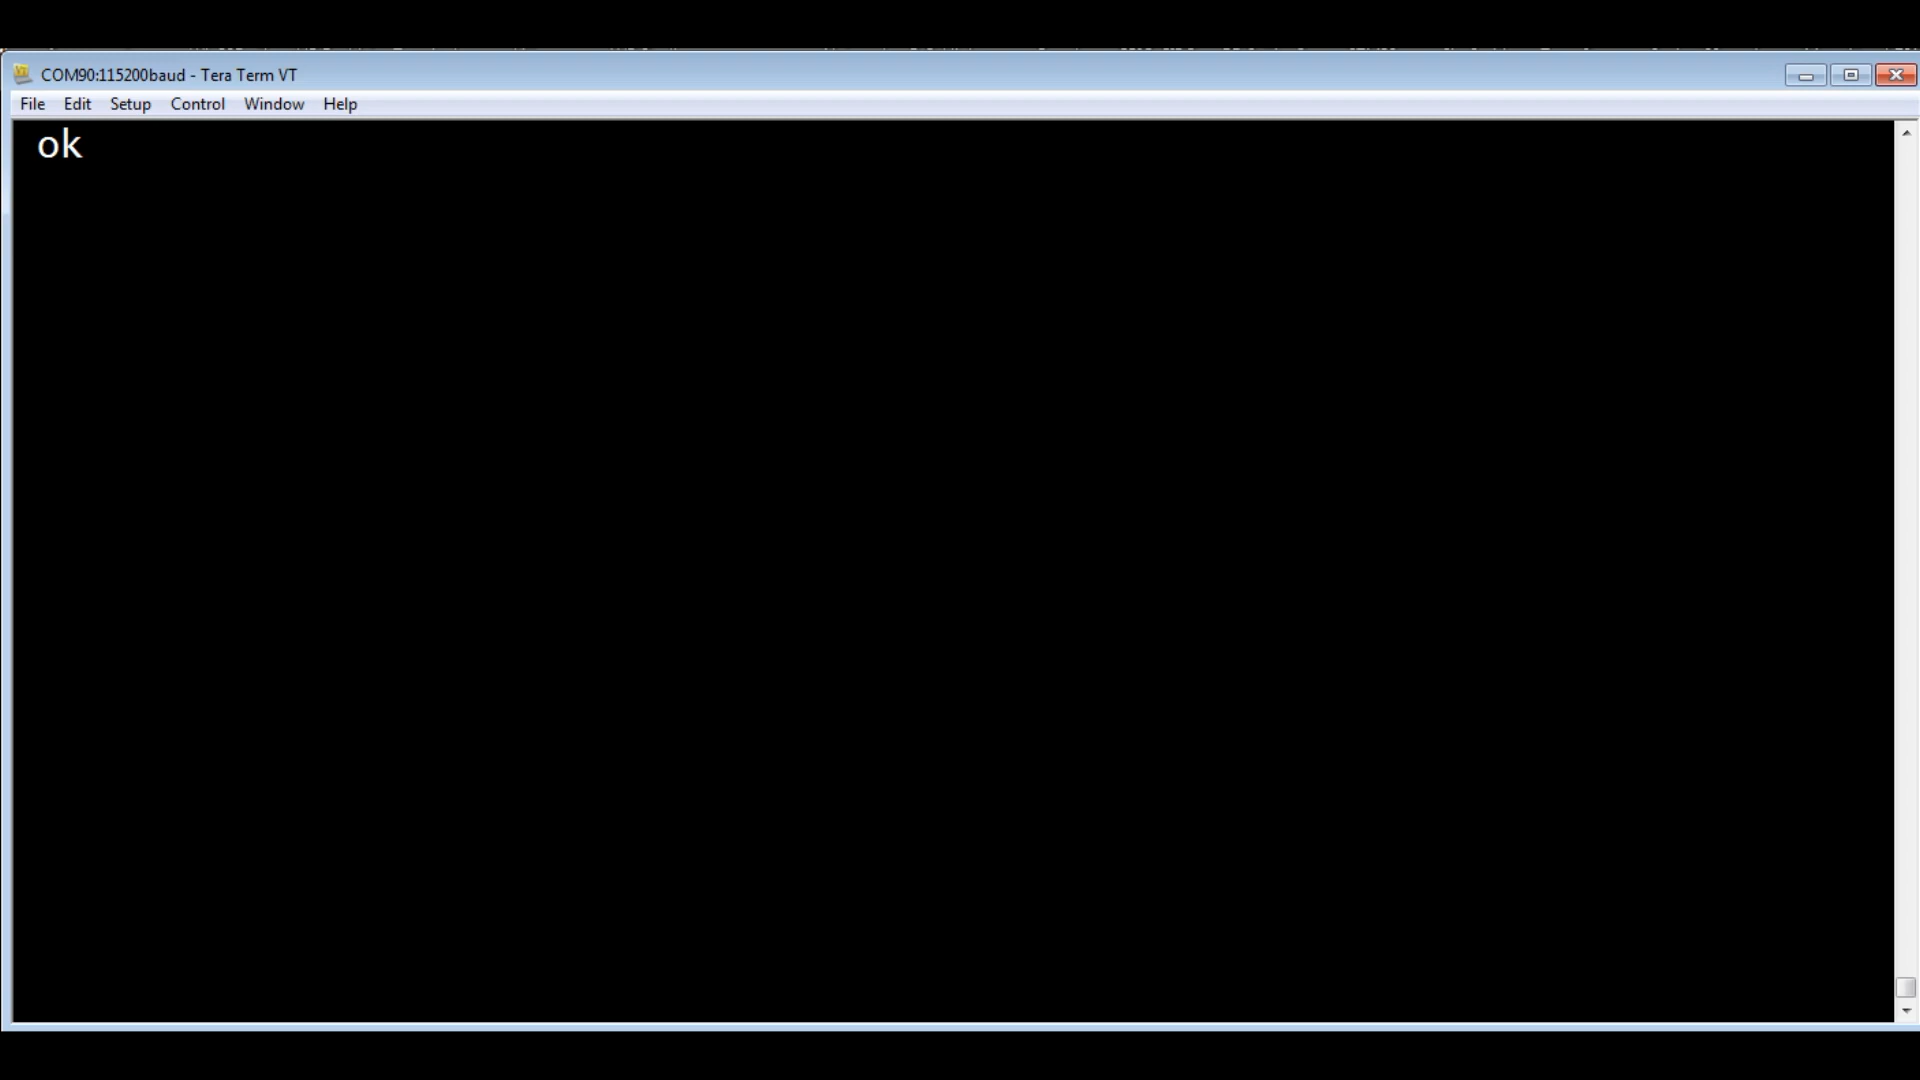 COM90:115200baud - Tera Term VT
File Edit Setup Control Window Help
ok